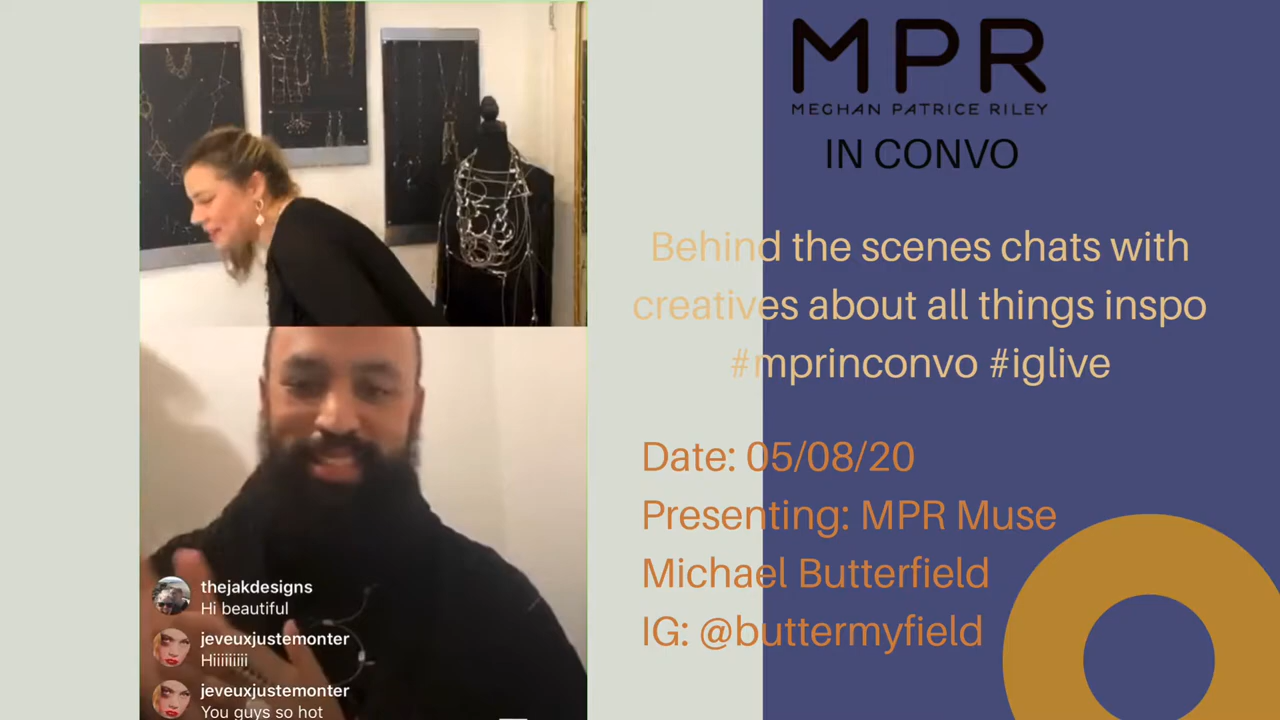 MPR
MEGHAN PATRICE RILEY
IN CONVO
Behind the scenes chats with
creatives about all things inspo
#mprinconvo #iglive
Date: 05/08/20
Presenting: MPR Muse
Michael Butterfield
IG: @buttermyfield
thejakdesigns
Hi beautiful
jeveuxjustemonter
Hiiiiiiiii
jeveuxjustemonter
You guys so hot